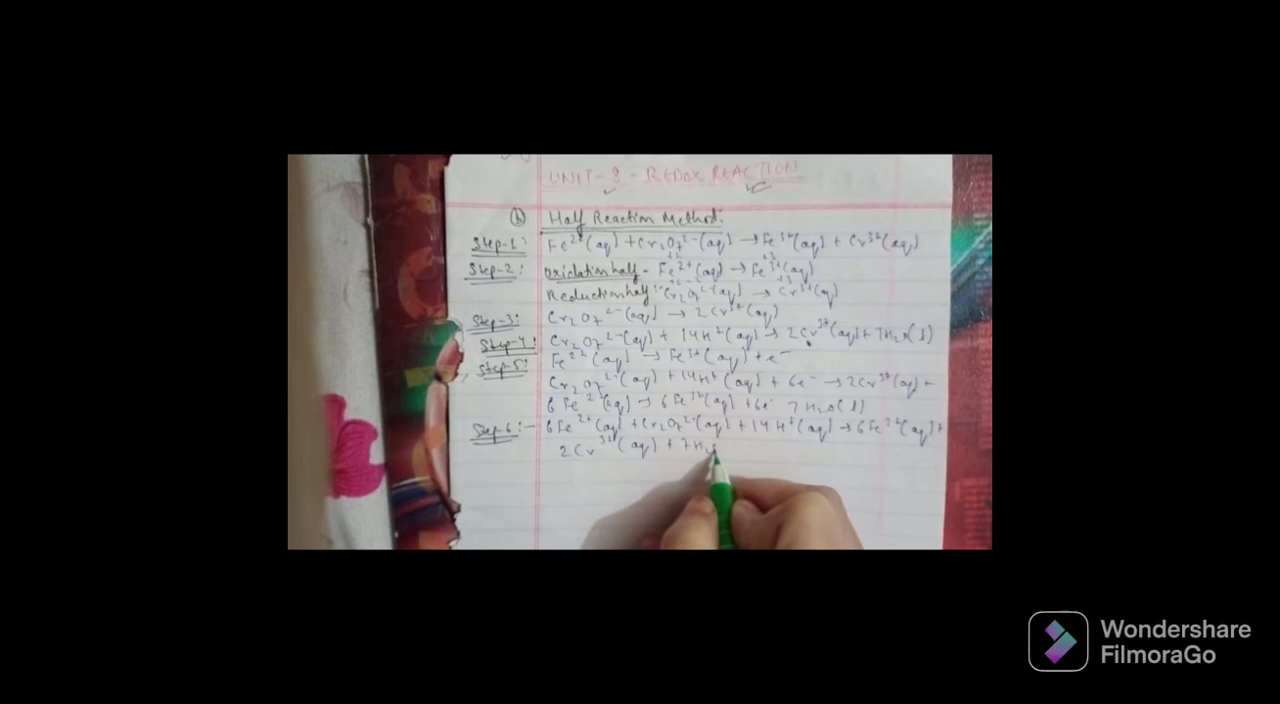 UNIT-8 - REDOX REACTION
(b) Half Reaction Method:
Step-1: Fe²⁺(aq) + Cr₂O₇²⁻(aq) → Fe³⁺(aq) + Cr³⁺(aq)
Step-2: Oxidation half - Fe²⁺(aq) → Fe³⁺(aq)
Reduction half:- Cr₂O₇²⁻(aq) → Cr³⁺(aq)
Step-3: Cr₂O₇²⁻(aq) → 2Cr³⁺(aq)
Step-4: Cr₂O₇²⁻(aq) + 14H⁺(aq) → 2Cr³⁺(aq) + 7H₂O(l)
Step-5: Fe²⁺(aq) → Fe³⁺(aq) + e⁻
Cr₂O₇²⁻(aq) + 14H⁺(aq) + 6e⁻ → 2Cr³⁺(aq) +
6Fe²⁺(aq) → 6Fe³⁺(aq) + 6e⁻ 7H₂O(l)
Step-6:- 6Fe²⁺(aq) + Cr₂O₇²⁻(aq) + 14H⁺(aq) → 6Fe³⁺(aq) +
2Cr³⁺(aq) + 7H₂
Wondershare
FilmoraGo